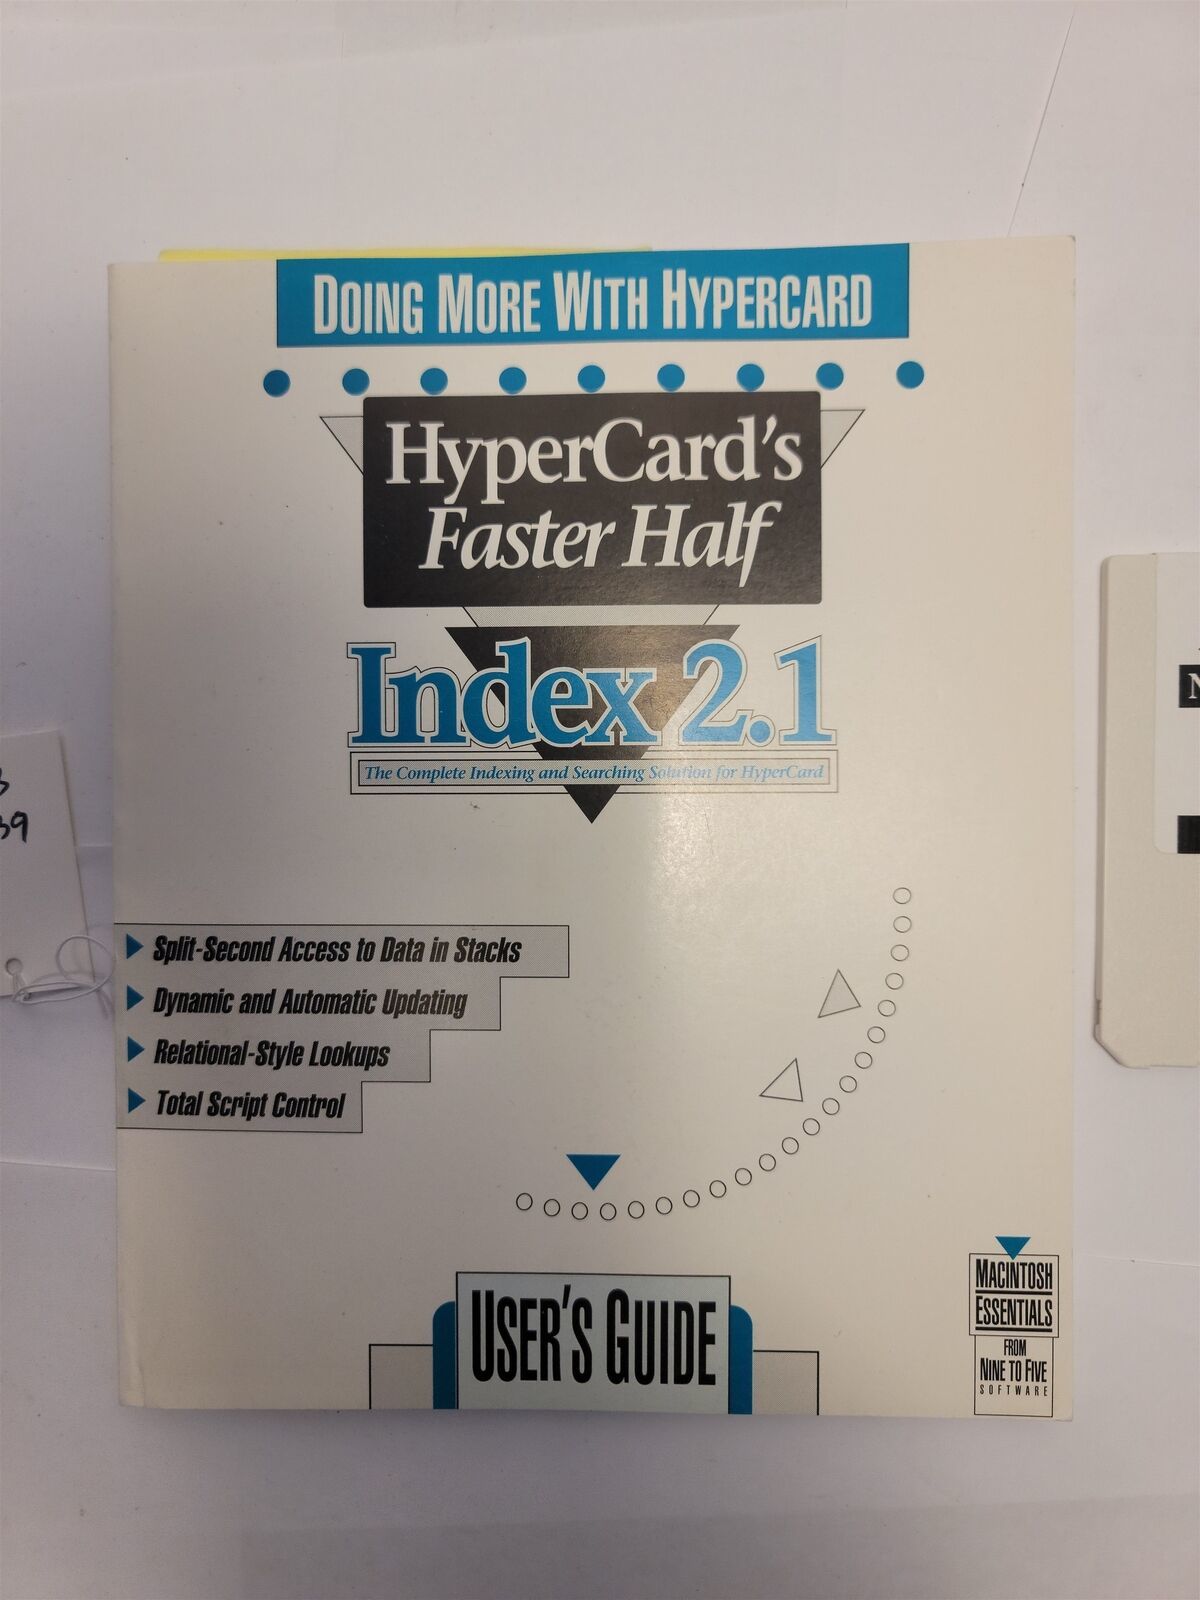 DOING MORE WITH HYPERCARD
HyperCard's
Faster Half
Index 2.1
The Complete Indexing and Searching Solution for HyperCard
Split-Second Access to Data in Stacks
Dynamic and Automatic Updating
Relational-Style Lookups
Total Script Control
USER'S GUIDE
MACINTOSH
ESSENTIALS
FROM
NINE TO FIVE
SOFTWARE
39
N